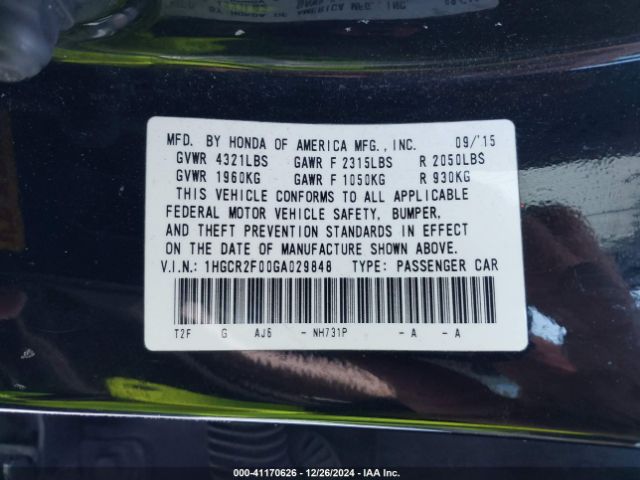 MFD. BY HONDA OF AMERICA MFG., INC. 09/'15
GVWR 4321LBS GAWR F 2315LBS R 2050LBS
GVWR 1960KG GAWR F 1050KG R 930KG
THIS VEHICLE CONFORMS TO ALL APPLICABLE
FEDERAL MOTOR VEHICLE SAFETY, BUMPER,
AND THEFT PREVENTION STANDARDS IN EFFECT
ON THE DATE OF MANUFACTURE SHOWN ABOVE.
V.I.N.: 1HGCR2F00GA029848 TYPE: PASSENGER CAR
T2F G AJ6 - NH731P - A - A
000-41170626 - 12/26/2024 - IAA Inc.